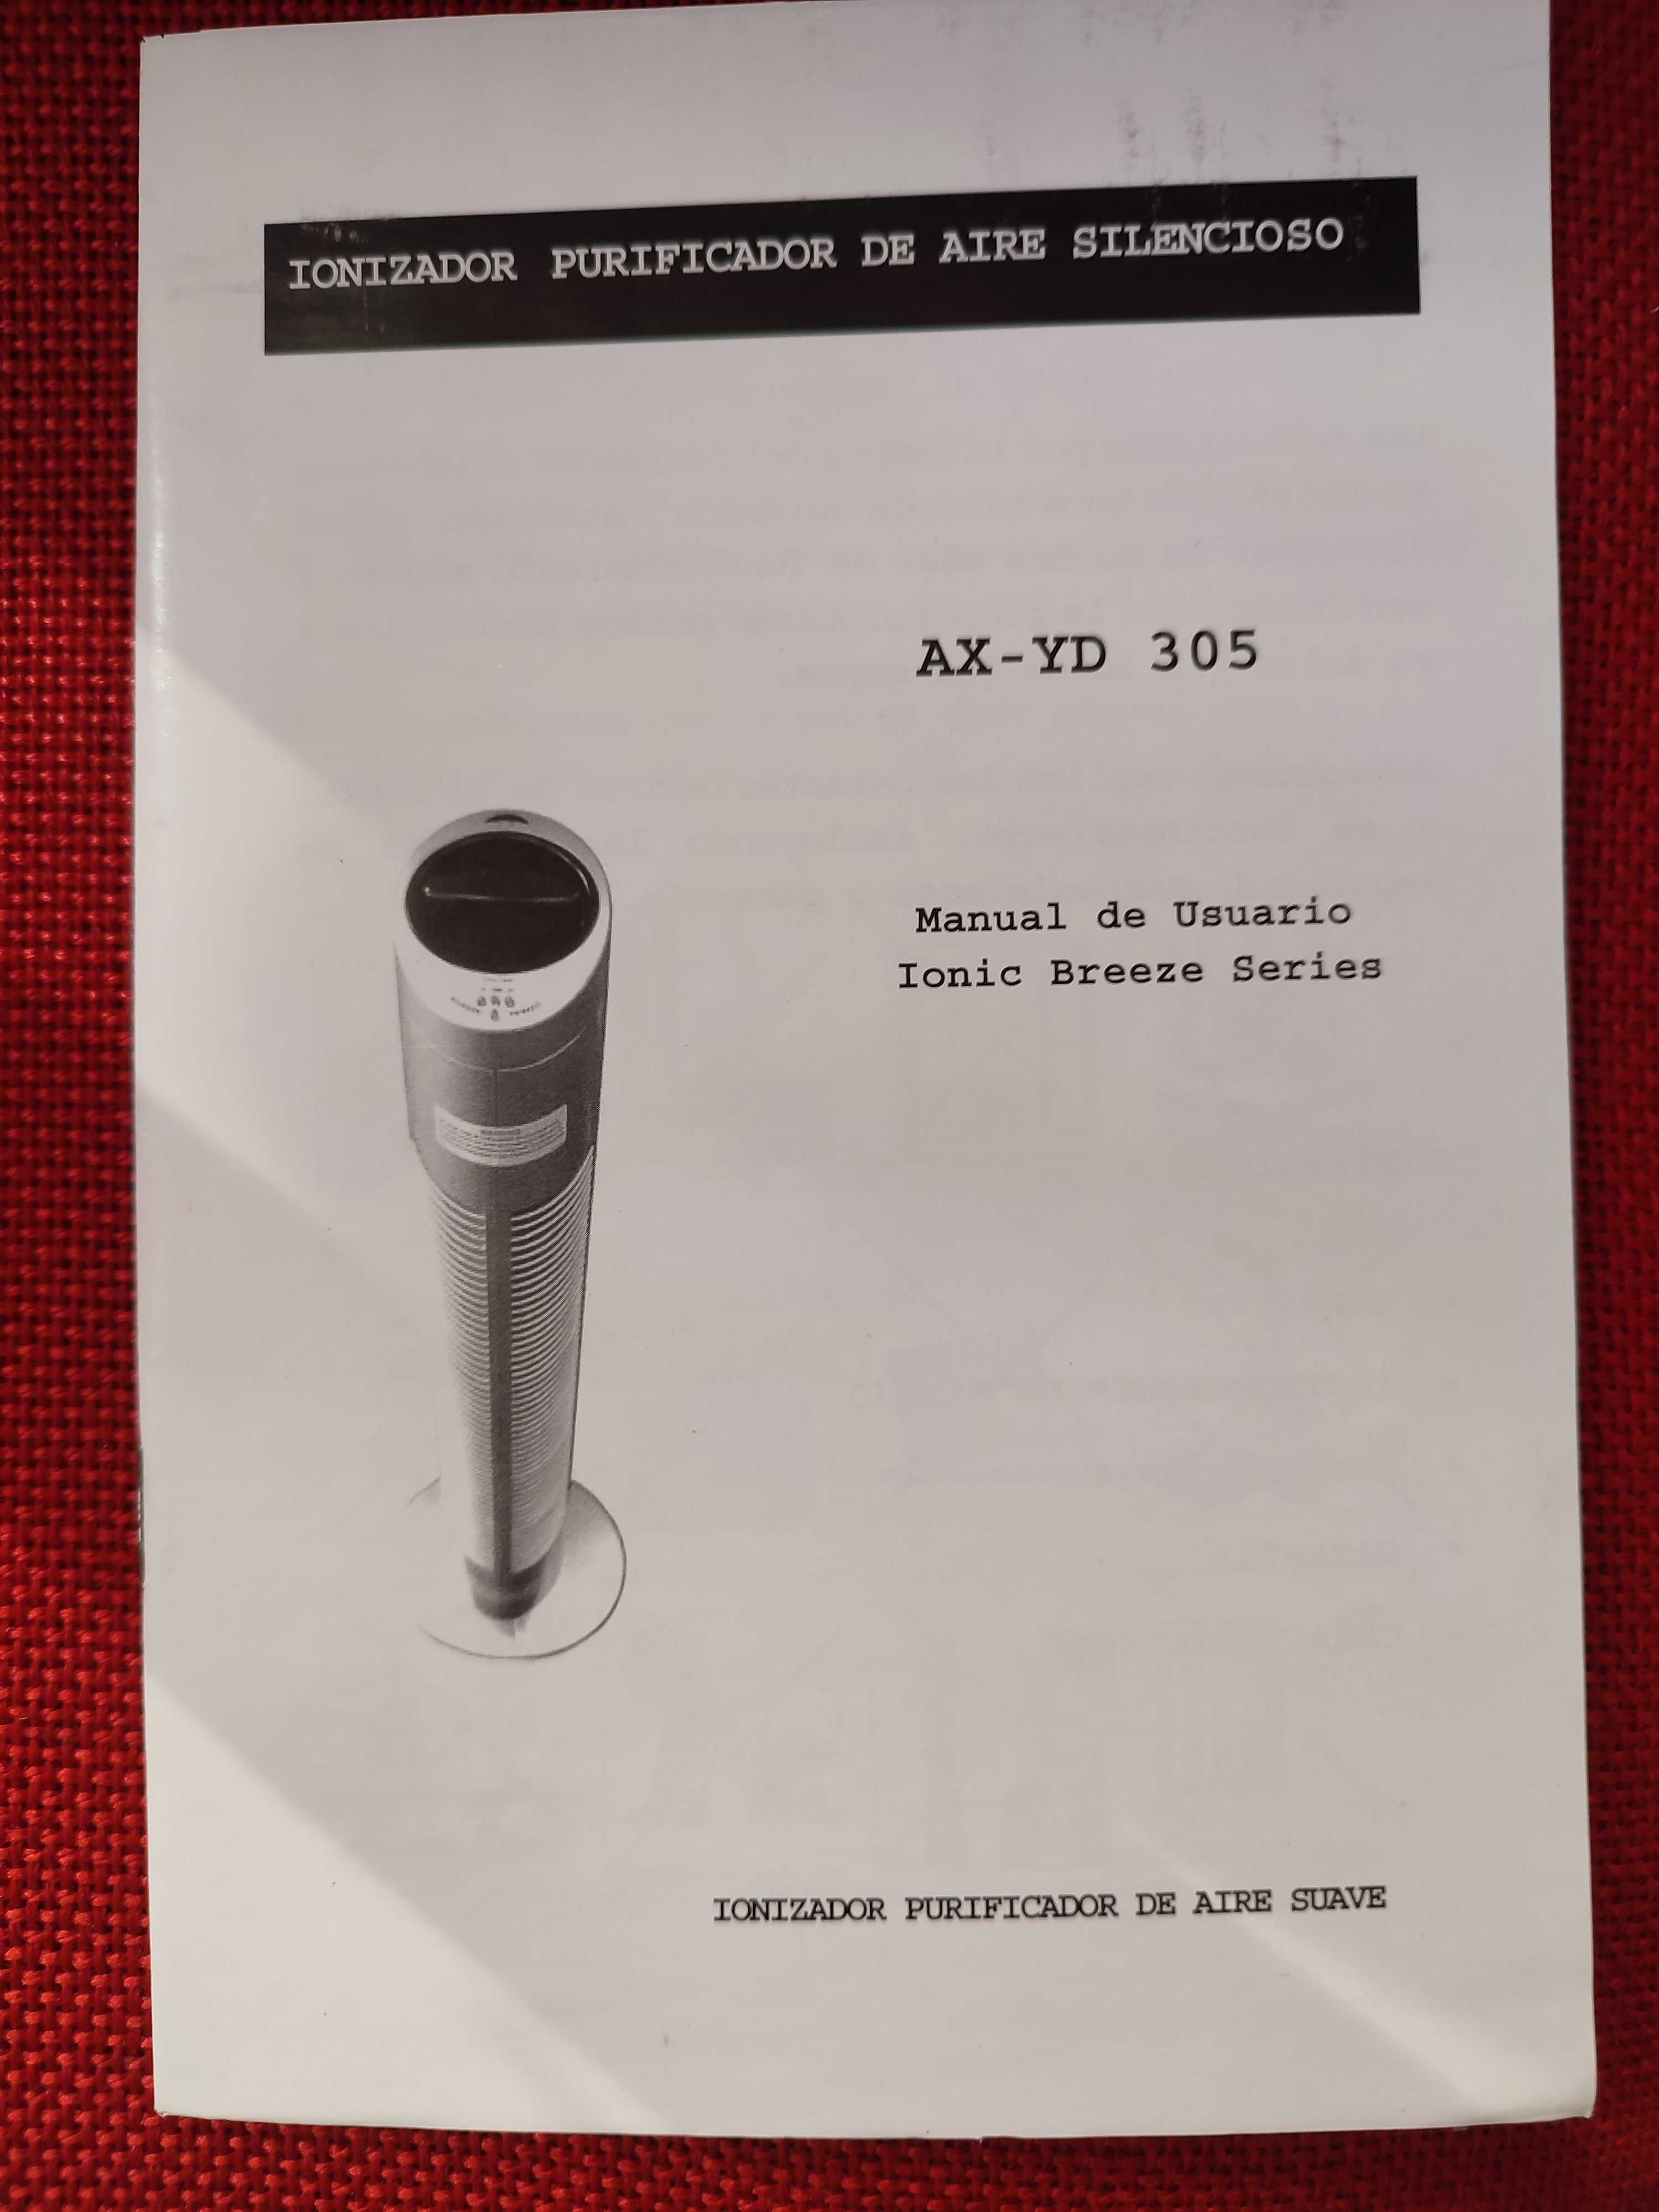 IONIZADOR PURIFICADOR DE AIRE SILENCIOSO
AX-YD 305
Manual de Usuario
Ionic Breeze Series
IONIZADOR PURIFICADOR DE AIRE SUAVE